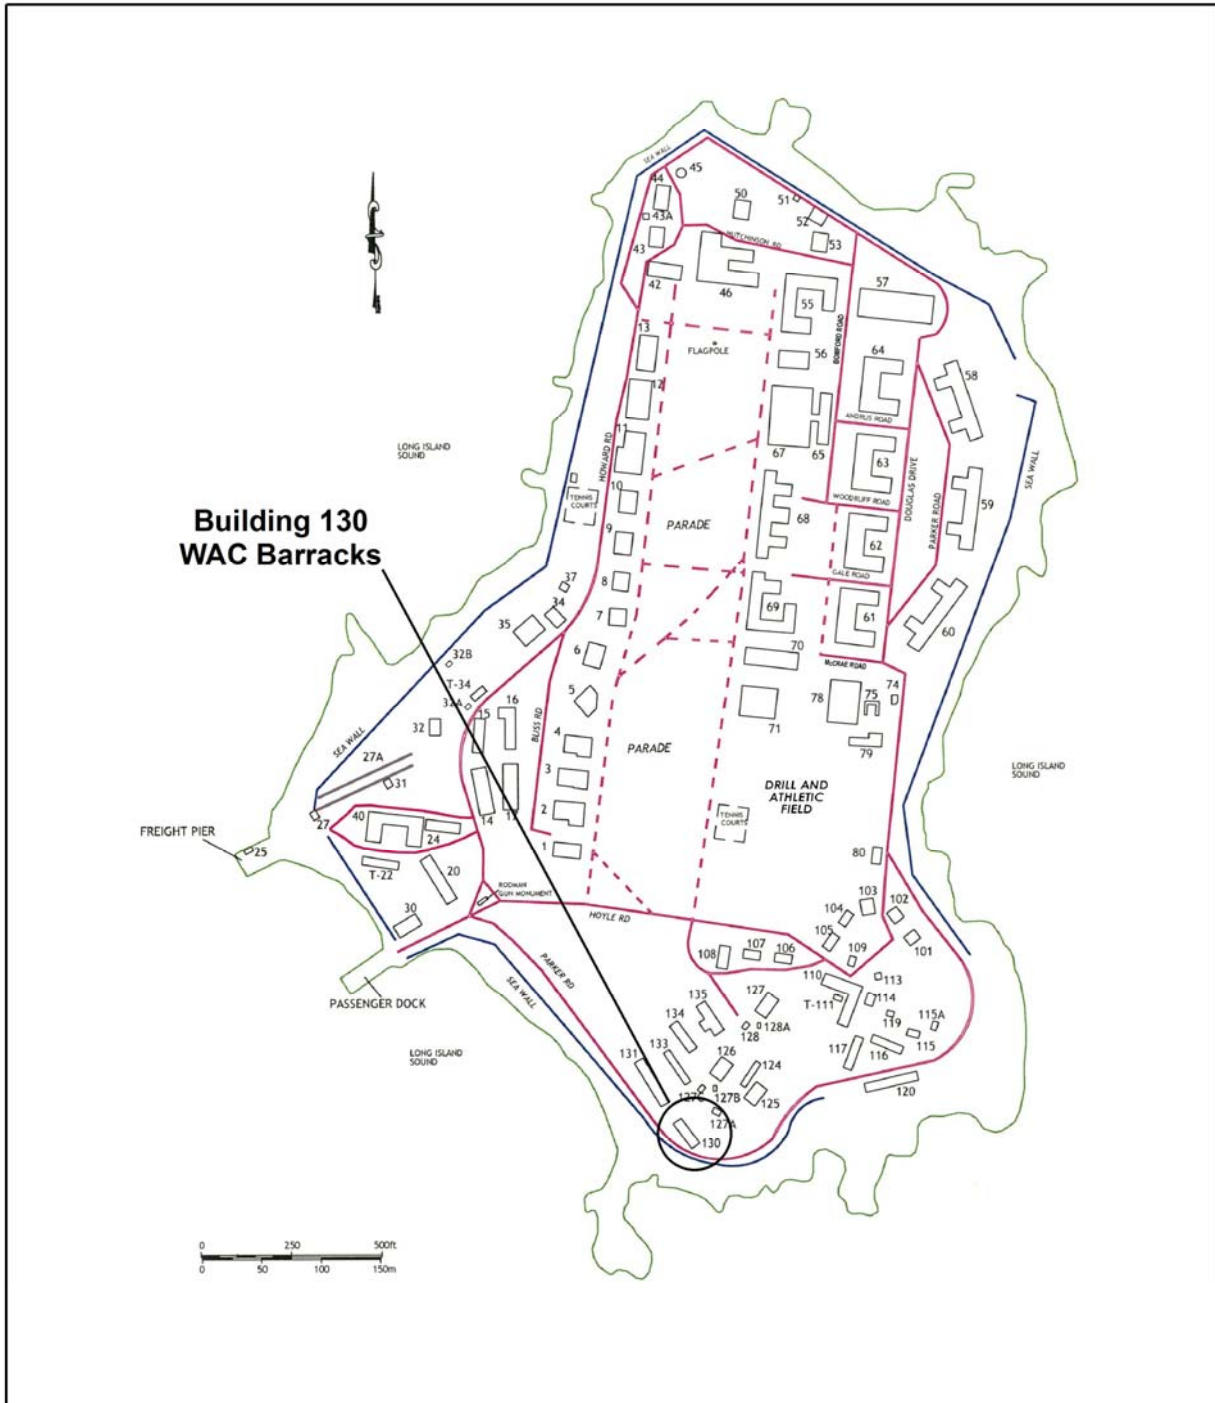 SEA WALL
45
44
50
51
43A
52
43
HUTCHINSON RD
53
42
46
57
55
13
BOMFORD ROAD
FLAGPOLE
56
64
58
12
ANDRUS ROAD
11
LONG ISLAND
SOUND
67
65
HOWARD RD
63
DOUGLAS DRIVE
SEA WALL
10
TENNIS
COURTS
WOODRUFF ROAD
59
PARKER ROAD
Building 130
WAC Barracks
PARADE
68
9
62
37
8
GALE ROAD
34
7
69
61
35
60
6
70
32B
McCRAE ROAD
T-34
74
32A
16
5
78
75
15
32
BLISS RD
71
4
SEA WALL
PARADE
79
27A
3
LONG ISLAND
SOUND
31
DRILL AND
ATHLETIC
FIELD
2
27
40
14
17
TENNIS
COURTS
FREIGHT PIER
24
25
1
80
T-22
20
RODMAN
GUN MONUMENT
103
102
30
HOYLE RD
104
105
101
108
107
106
109
PARKER RD
110
113
PASSENGER DOCK
SEA WALL
135
127
T-111
114
134
119
115A
128
128A
115
LONG ISLAND
SOUND
131
133
126
117
116
124
127C
127B
125
120
127A
130
0
250
500ft
0
50
100
150m